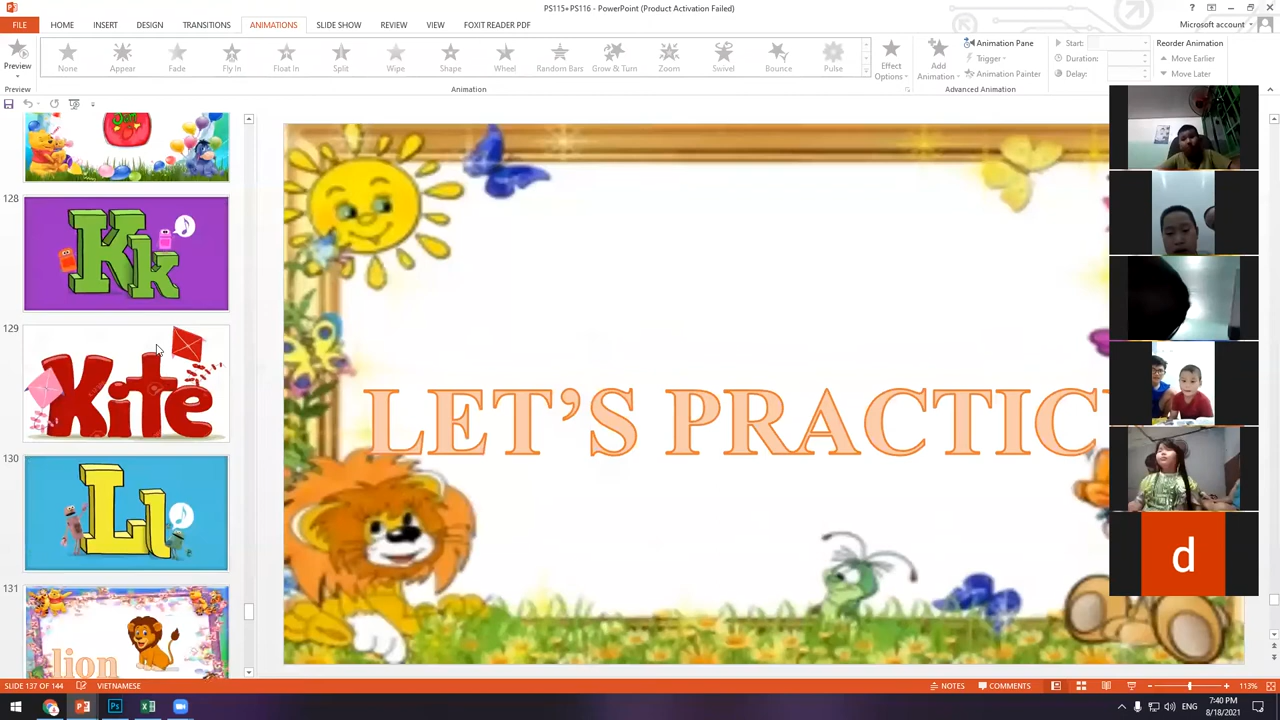 PS115+PS116 - PowerPoint (Product Activation Failed)
FILE HOME INSERT DESIGN TRANSITIONS ANIMATIONS SLIDE SHOW REVIEW VIEW FOXIT READER PDF
Microsoft account
Preview
None Appear Fade Fly In Float In Split Wipe Shape Wheel Random Bars Grow & Turn Zoom Swivel Bounce Pulse
Effect Options
Add Animation
Animation Pane
Trigger
Animation Painter
Start:
Duration:
Delay:
Reorder Animation
Move Earlier
Move Later
Preview Animation Advanced Animation
128
Kk
129
Kite
130
Ll
131
lion
LET'S PRACTIC
d
SLIDE 137 OF 144 VIETNAMESE NOTES COMMENTS 113%
ENG
7:40 PM
8/18/2021